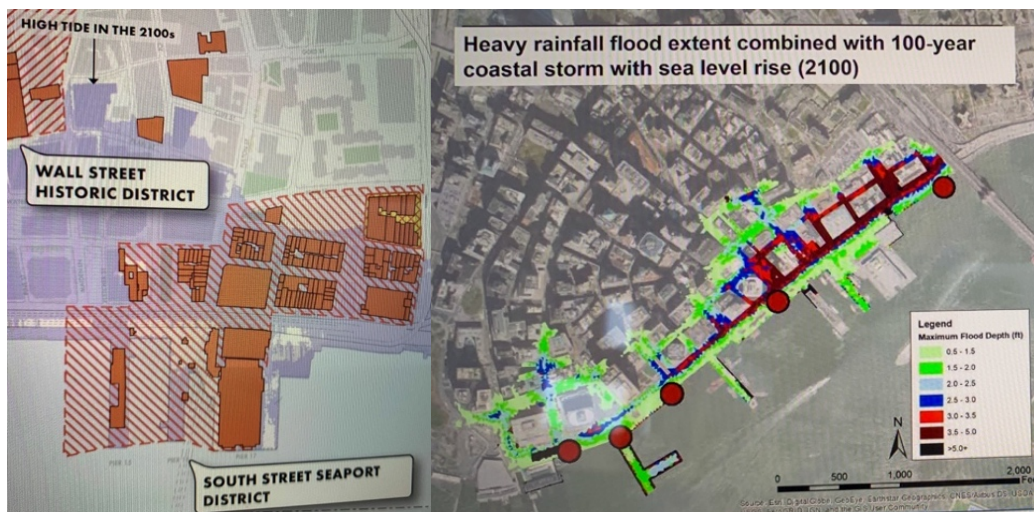 HIGH TIDE IN THE 2100s
WALL STREET
HISTORIC DISTRICT
PIER 17
SOUTH STREET SEAPORT
DISTRICT
Heavy rainfall flood extent combined with 100-year
coastal storm with sea level rise (2100)
Legend
Maximum Flood Depth (ft)
0.5 - 1.5
1.5 - 2.0
2.0 - 2.5
2.5 - 3.0
3.0 - 3.5
3.5 - 5.0
>5.0+
N
0 500 1,000 2,000